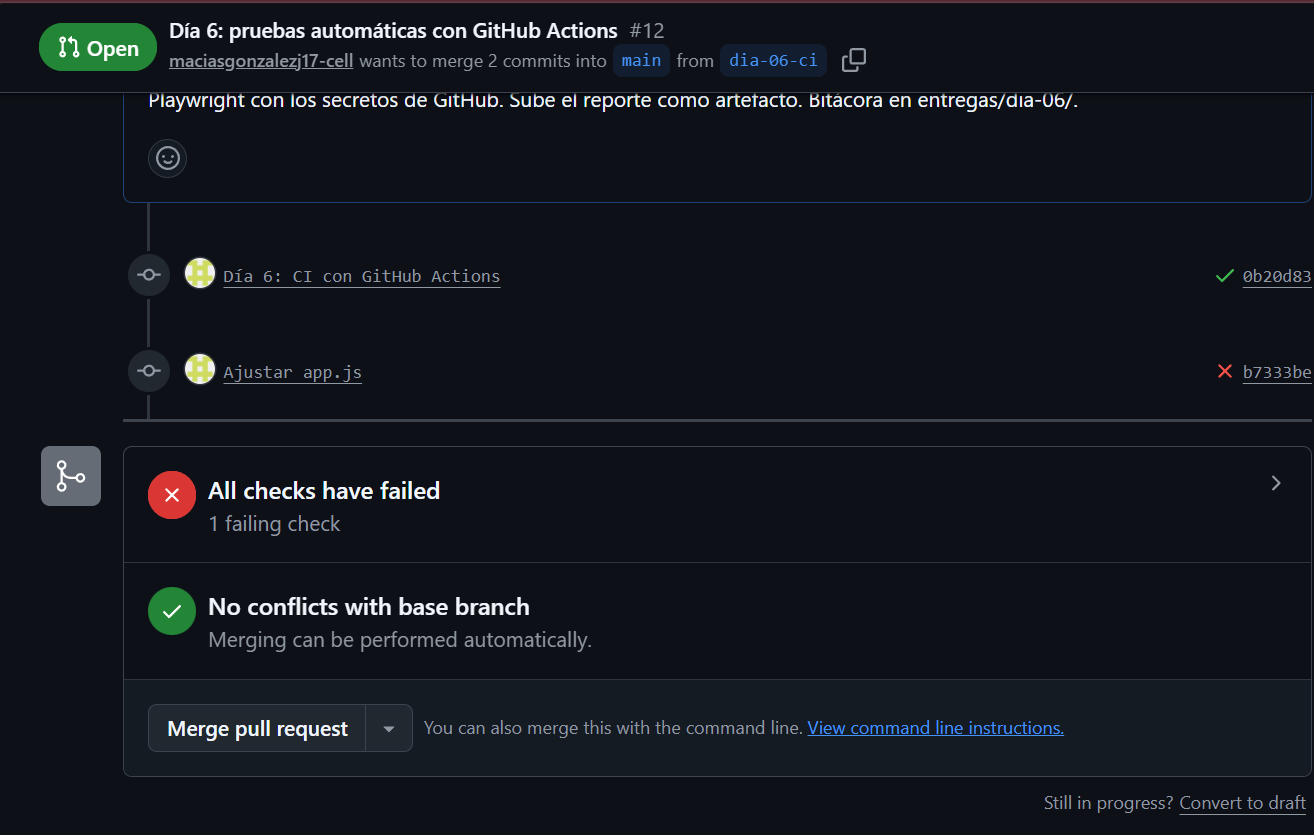 Open
Día 6: pruebas automáticas con GitHub Actions #12
maciasgonzalezj17-cell wants to merge 2 commits into main from dia-06-ci
Playwright con los secretos de GitHub. Sube el reporte como artefacto. Bitácora en entregas/dia-06/.
Día 6: CI con GitHub Actions 0b20d83
Ajustar app.js b7333be
All checks have failed
1 failing check
No conflicts with base branch
Merging can be performed automatically.
Merge pull request You can also merge this with the command line. View command line instructions.
Still in progress? Convert to draft